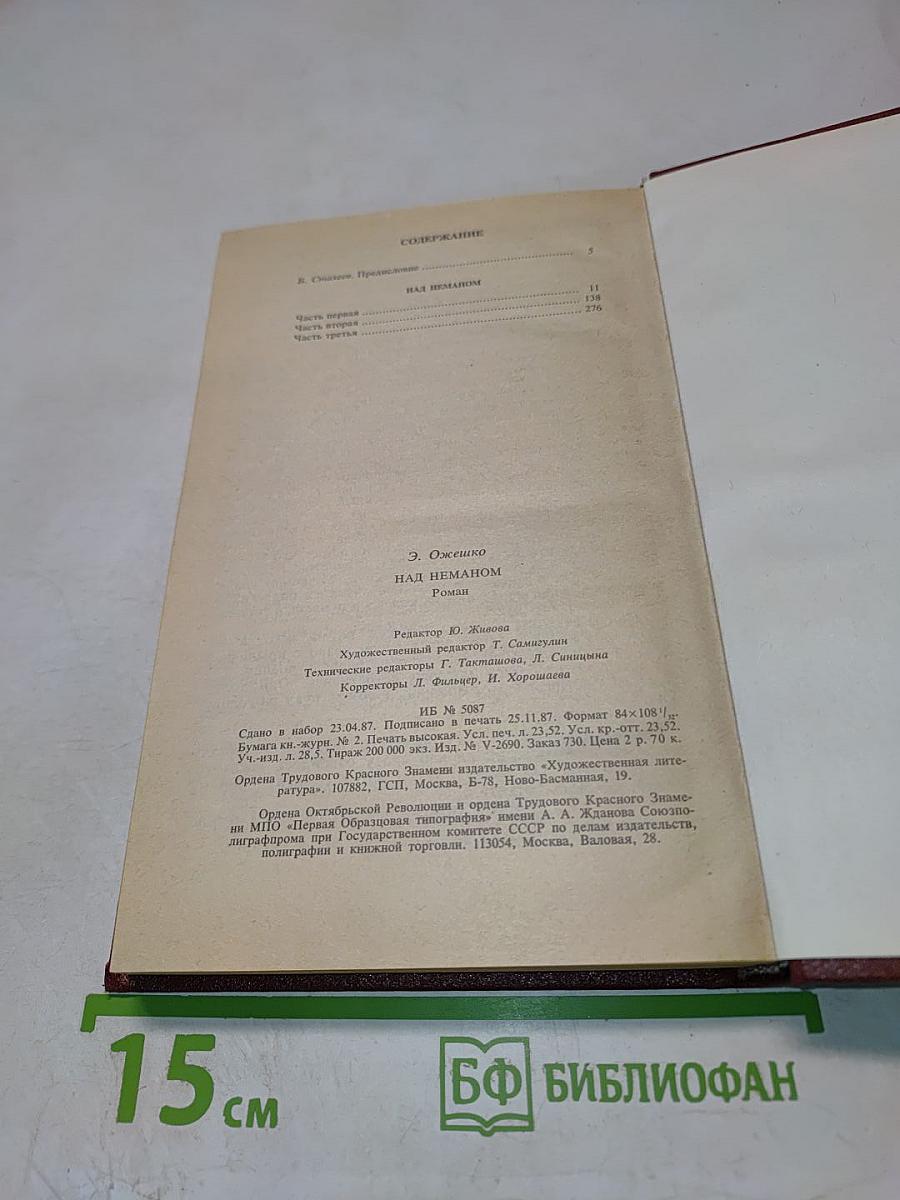 СОДЕРЖАНИЕ
В. Стахеев. Предисловие ........ 5
НАД НЕМАНОМ
Часть первая ........ 11
Часть вторая ........ 138
Часть третья ........ 276
Э. Ожешко
НАД НЕМАНОМ
Роман
Редактор Ю. Живова
Художественный редактор Т. Самигулин
Технические редакторы Г. Такташова, Л. Синицына
Корректоры Л. Фильцер, И. Хорошаева
ИБ № 5087
Сдано в набор 23.04.87. Подписано в печать 25.11.87. Формат 84×108 1/32.
Бумага кн.-журн. № 2. Печать высокая. Усл. печ. л. 23,52. Усл. кр.-отт. 23,52.
Уч.-изд. л. 28,5. Тираж 200 000 экз. Изд. № V-2690. Заказ 730. Цена 2 р. 70 к.
Ордена Трудового Красного Знамени издательство «Художественная лите-
ратура». 107882, ГСП, Москва, Б-78, Ново-Басманная, 19.
Ордена Октябрьской Революции и ордена Трудового Красного Знаме-
ни МПО «Первая Образцовая типография» имени А. А. Жданова Союзпо-
лиграфпрома при Государственном комитете СССР по делам издательств,
полиграфии и книжной торговли. 113054, Москва, Валовая, 28.
15 см
БФ БИБЛИОФАН